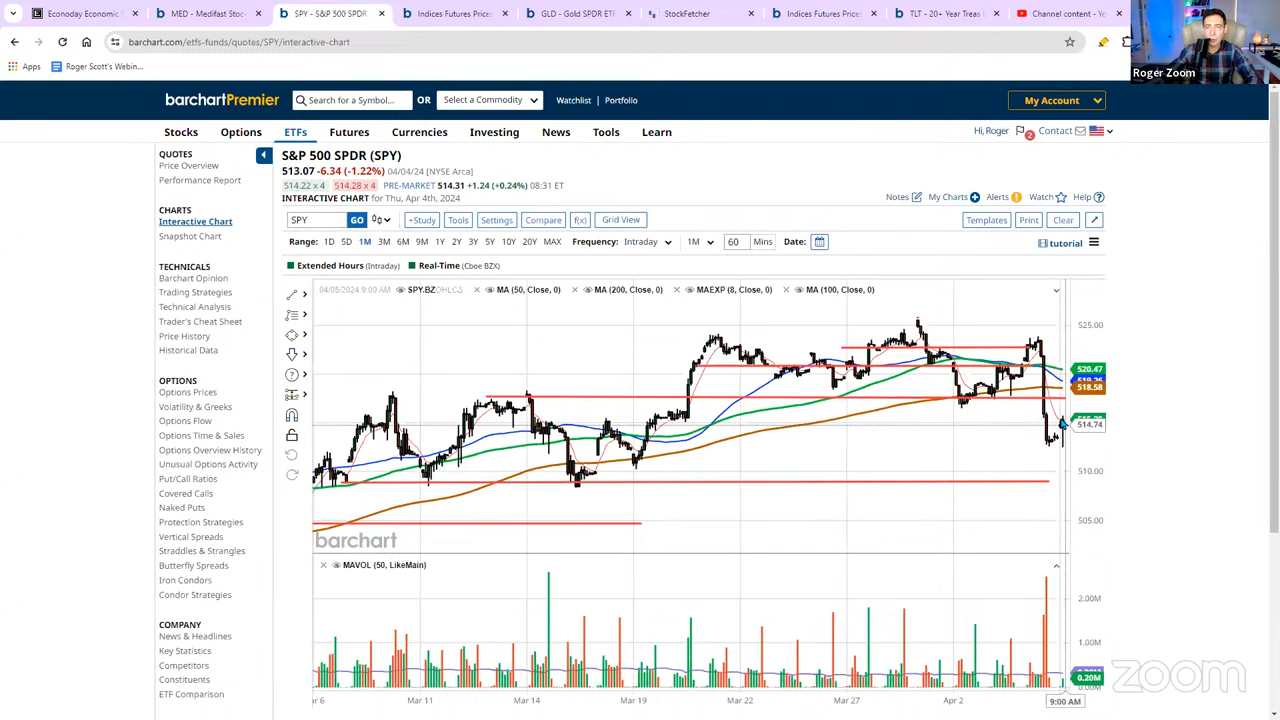 Econoday Economic
MED - Medifast Stoc
SPY - S&P 500 SPDR
Indices Futures Price
GLD - Gold SPDR ETF
StockFetcher
Indices Futures Price
TLT - Year Treas
Channel content - Yo
barchart.com/etfs-funds/quotes/SPY/interactive-chart
Roger Zoom
Apps
Roger Scott's Webin...
barchartPremier
Search for a Symbol...
OR
Select a Commodity
Watchlist | Portfolio
My Account
Stocks
Options
ETFs
Futures
Currencies
Investing
News
Tools
Learn
Hi, Roger
2
Contact
QUOTES
Price Overview
Performance Report
CHARTS
Interactive Chart
Snapshot Chart
TECHNICALS
Barchart Opinion
Trading Strategies
Technical Analysis
Trader's Cheat Sheet
Price History
Historical Data
OPTIONS
Options Prices
Volatility & Greeks
Options Flow
Options Time & Sales
Options Overview History
Unusual Options Activity
Put/Call Ratios
Covered Calls
Naked Puts
Protection Strategies
Vertical Spreads
Straddles & Strangles
Butterfly Spreads
Iron Condors
Condor Strategies
COMPANY
News & Headlines
Key Statistics
Competitors
Constituents
ETF Comparison
S&P 500 SPDR (SPY)
513.07 -6.34 (-1.22%) 04/04/24 [NYSE Arca]
514.22 x 4 514.28 x 4 PRE-MARKET 514.31 +1.24 (+0.24%) 08:31 ET
INTERACTIVE CHART for Thu, Apr 4th, 2024
Notes
My Charts
Alerts
Watch
Help
SPY
GO
+Study
Tools
Settings
Compare
f(x)
Grid View
Templates
Print
Clear
Range: 1D 5D 1M 3M 6M 9M 1Y 2Y 3Y 5Y 10Y 20Y MAX
Frequency: Intraday
1M
60 Mins
Date:
tutorial
Extended Hours (Intraday)
Real-Time (Cboe BZX)
04/05/2024 9:00 AM
SPY.BZ OHLC
MA (50, Close, 0)
MA (200, Close, 0)
MAEXP (8, Close, 0)
MA (100, Close, 0)
525.00
520.47
518.58
514.74
510.00
505.00
barchart
MAVOL (50, LikeMain)
2.00M
1.00M
0.20M
0.00M
Mar 11
Mar 14
Mar 19
Mar 22
Mar 27
Apr 2
9:00 AM
zoom